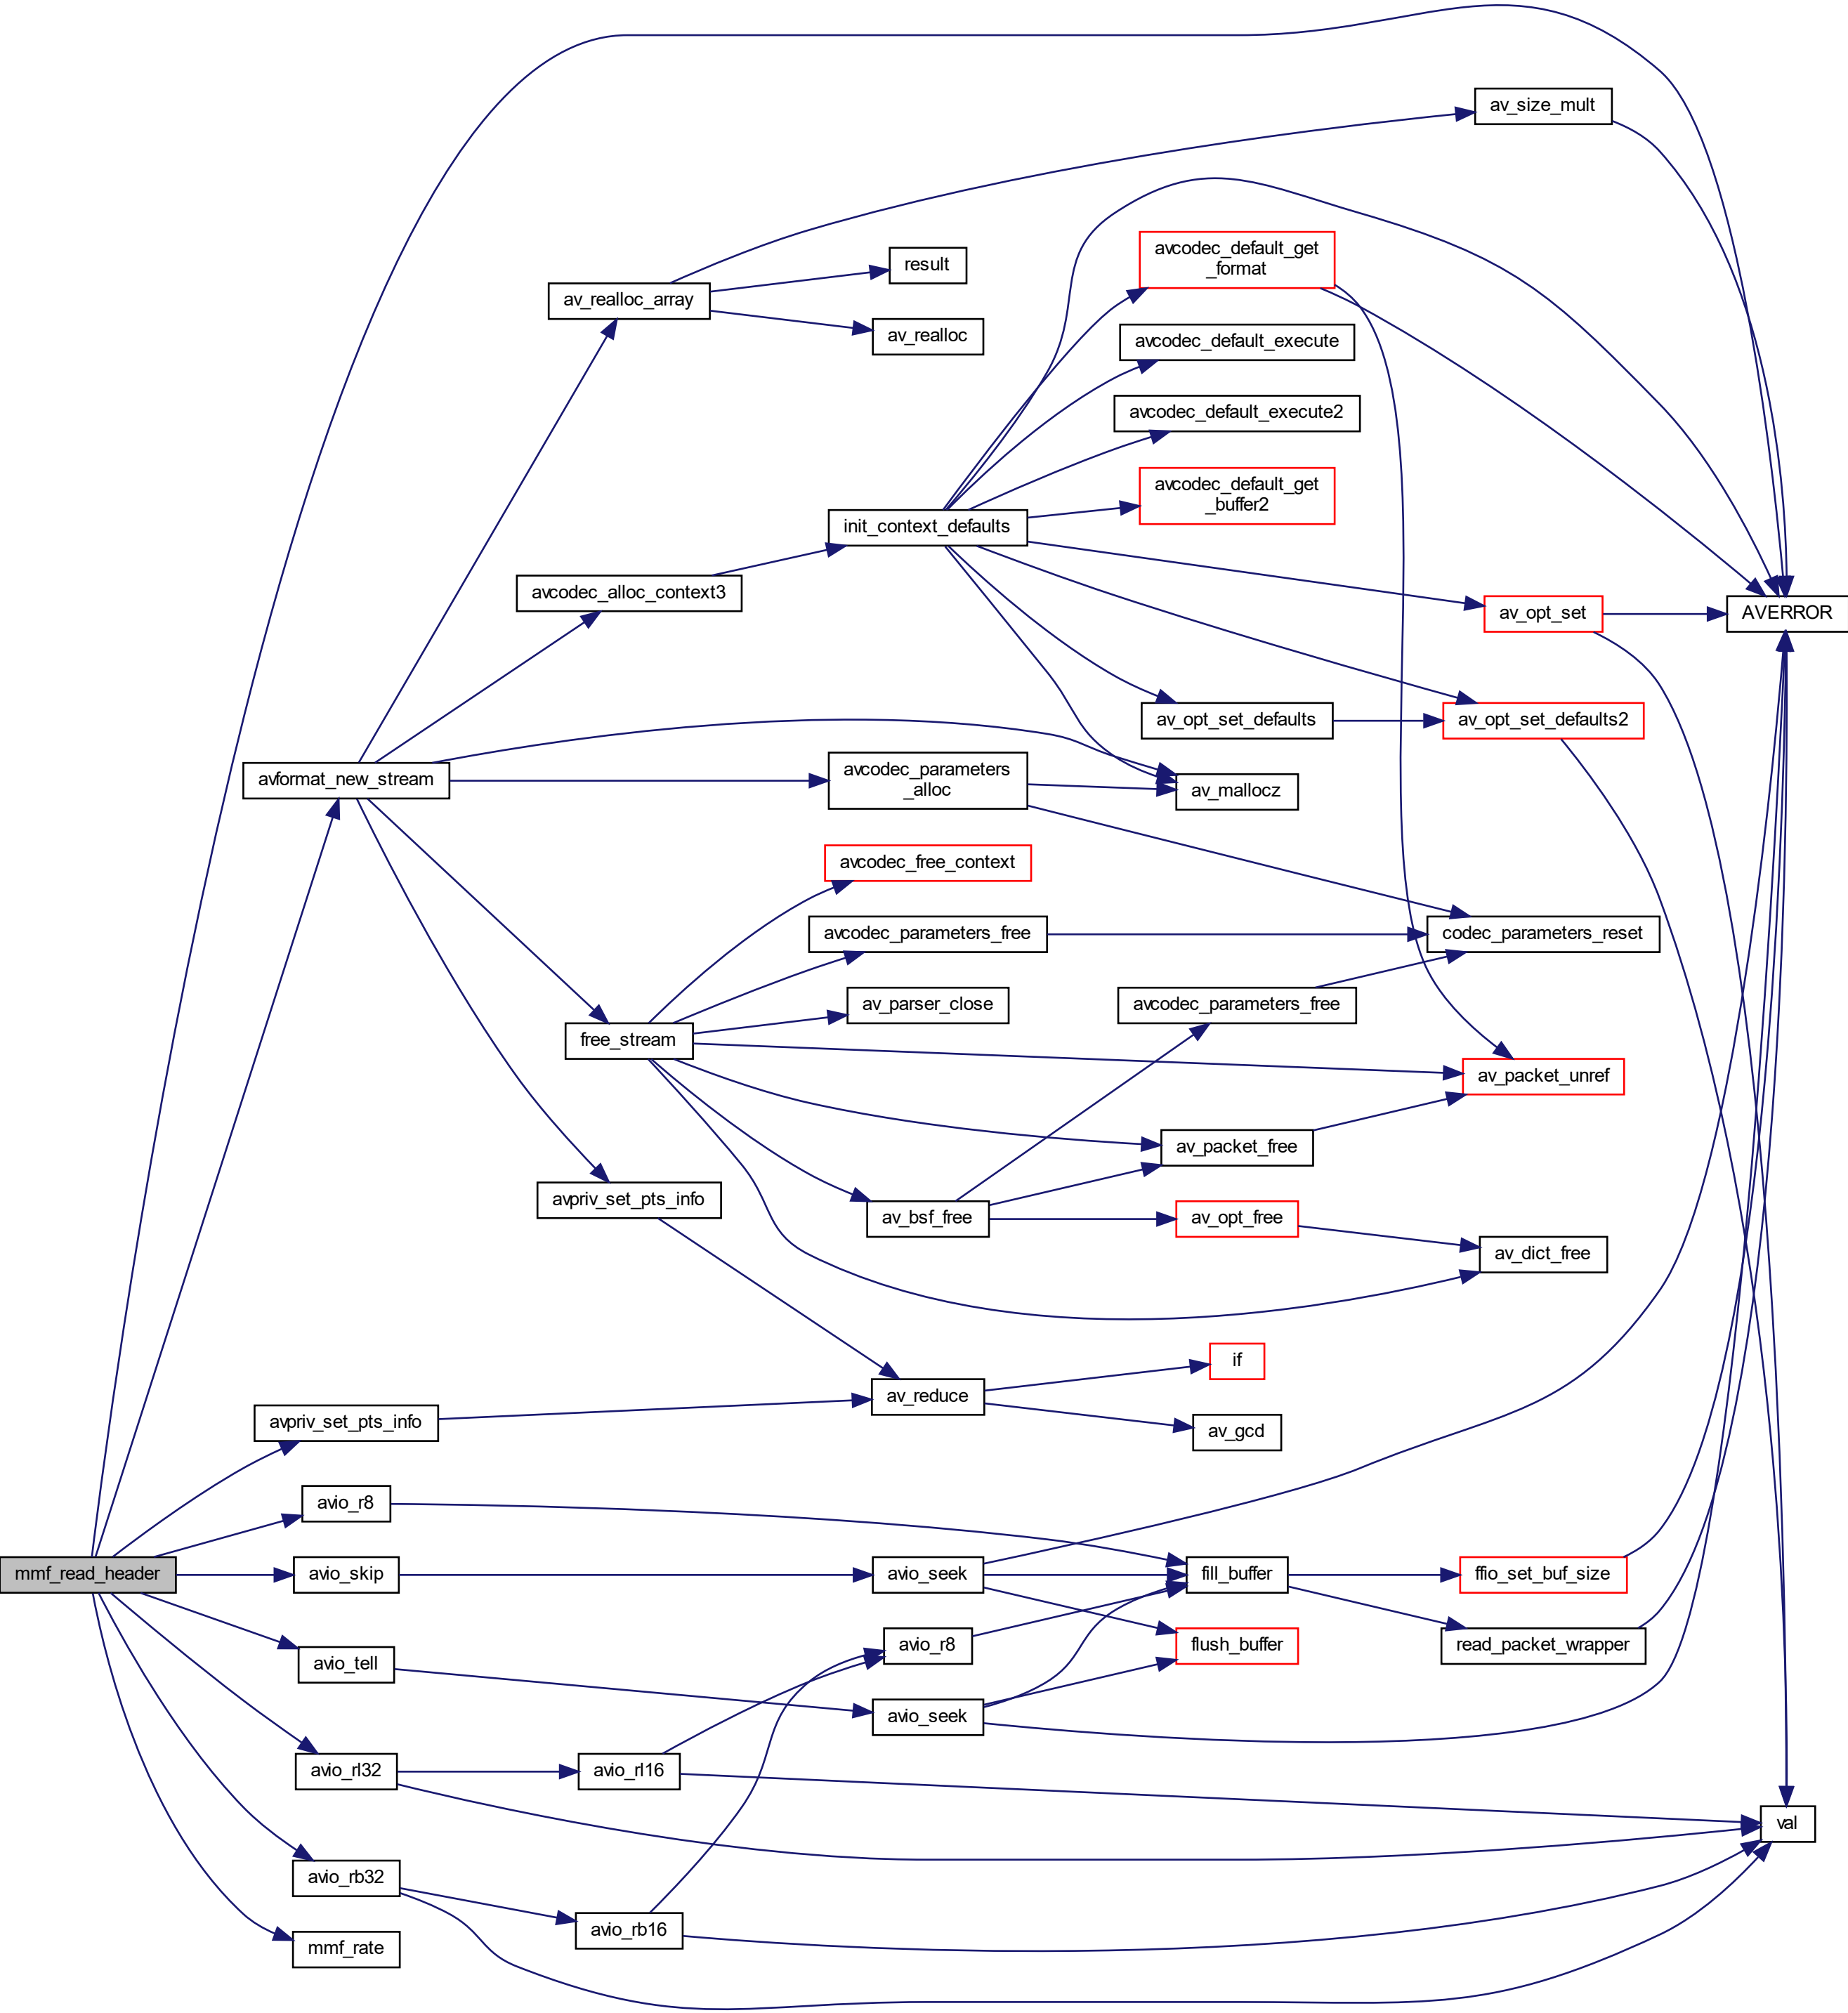 av_size_mult
avcodec_default_get
_format
result
av_realloc_array
av_realloc
avcodec_default_execute
avcodec_default_execute2
avcodec_default_get
_buffer2
init_context_defaults
avcodec_alloc_context3
av_opt_set
AVERROR
av_opt_set_defaults
av_opt_set_defaults2
avformat_new_stream
avcodec_parameters
_alloc
av_mallocz
avcodec_free_context
avcodec_parameters_free
codec_parameters_reset
av_parser_close
avcodec_parameters_free
free_stream
av_packet_unref
av_packet_free
avpriv_set_pts_info
av_bsf_free
av_opt_free
av_dict_free
if
av_reduce
avpriv_set_pts_info
av_gcd
avio_r8
mmf_read_header
avio_skip
avio_seek
fill_buffer
ffio_set_buf_size
avio_r8
flush_buffer
read_packet_wrapper
avio_tell
avio_seek
avio_rl32
avio_rl16
val
avio_rb32
avio_rb16
mmf_rate